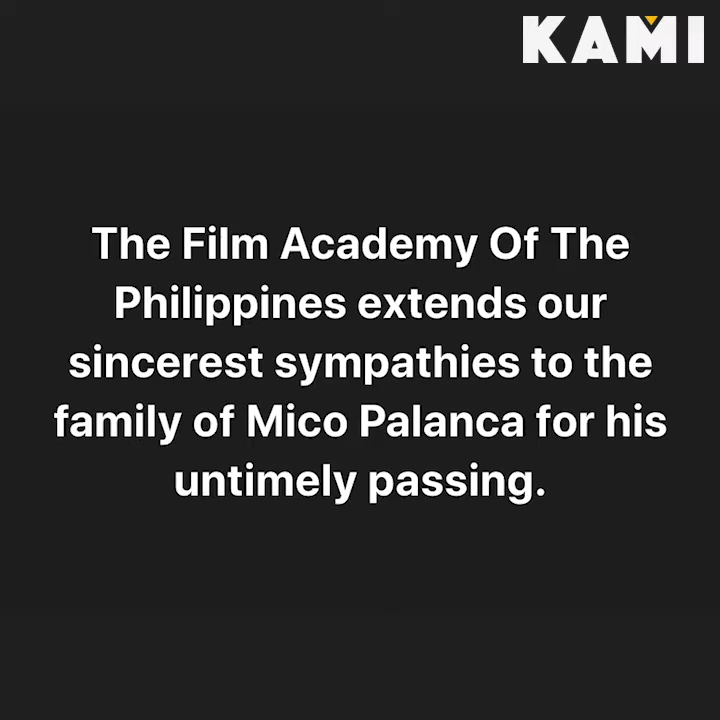 KAMI
The Film Academy Of The
Philippines extends our
sincerest sympathies to the
family of Mico Palanca for his
untimely passing.